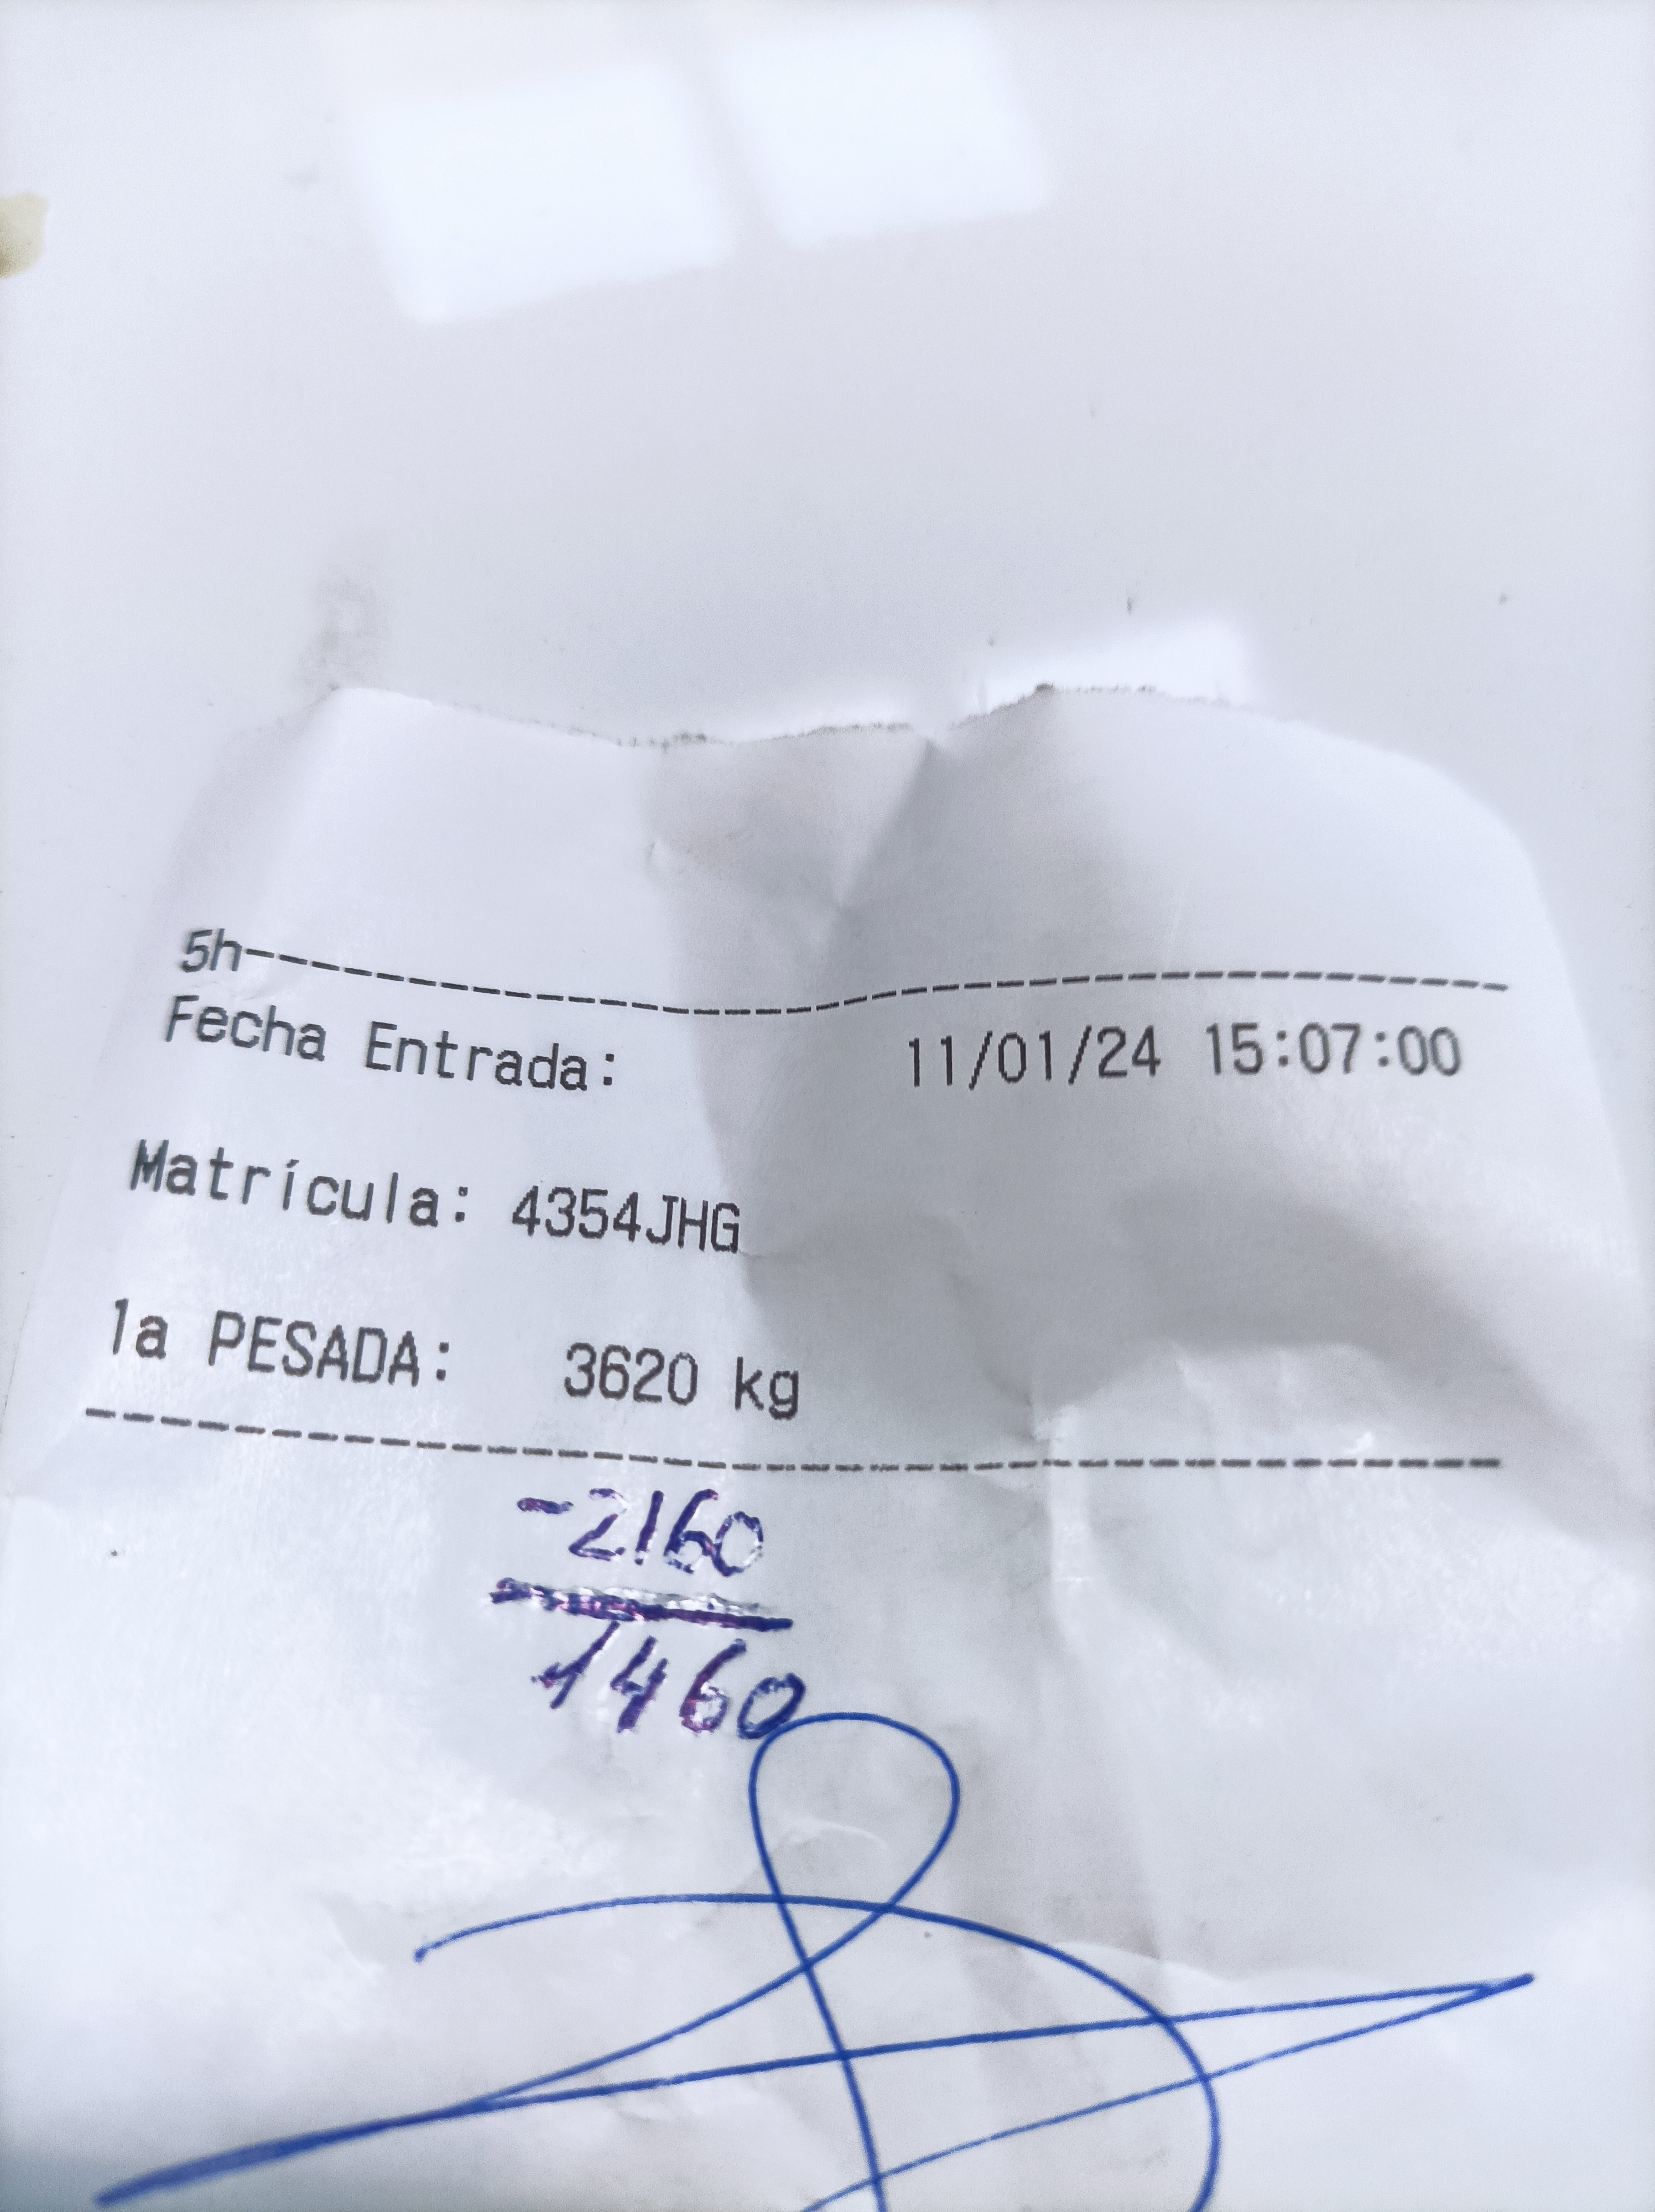 5h----------------------------------------
Fecha Entrada: 11/01/24 15:07:00
Matrícula: 4354JHG
1a PESADA: 3620 kg
------------------------------------------
-2160
1460